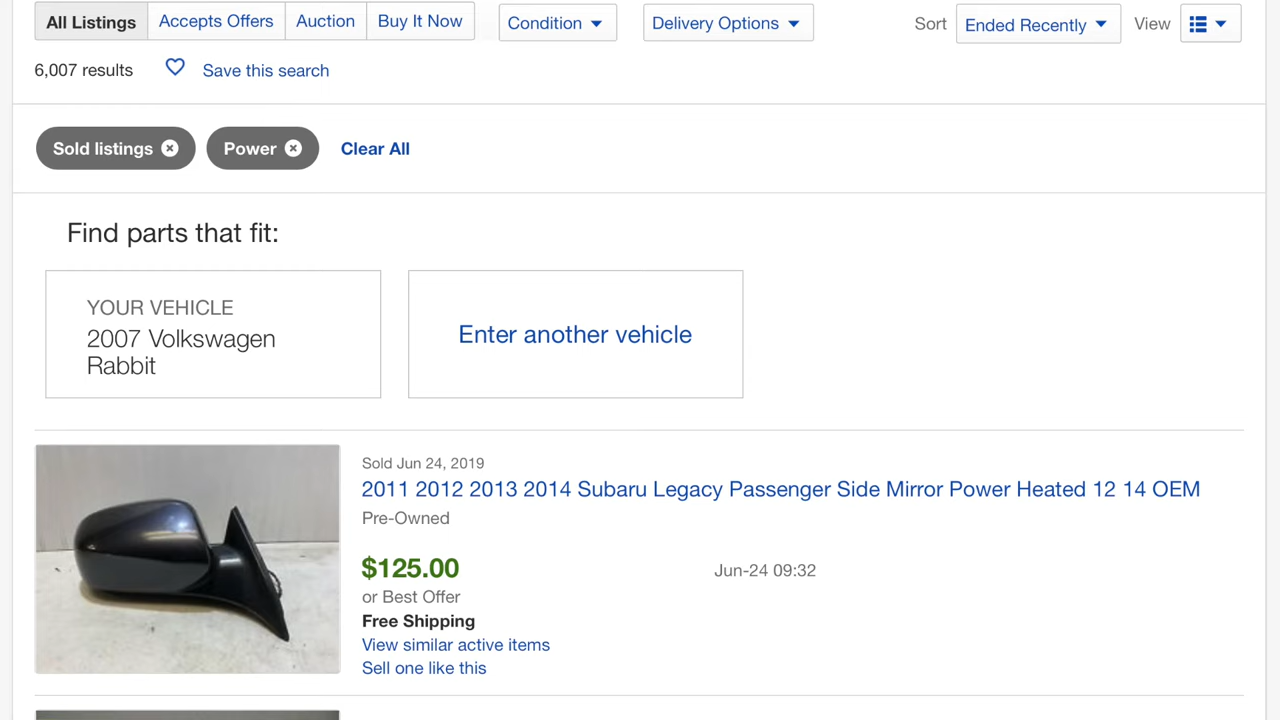 All Listings Accepts Offers Auction Buy It Now Condition Delivery Options Sort Ended Recently View
6,007 results Save this search
Sold listings Power Clear All
Find parts that fit:
YOUR VEHICLE
2007 Volkswagen
Rabbit
Enter another vehicle
Sold Jun 24, 2019
2011 2012 2013 2014 Subaru Legacy Passenger Side Mirror Power Heated 12 14 OEM
Pre-Owned
$125.00 Jun-24 09:32
or Best Offer
Free Shipping
View similar active items
Sell one like this